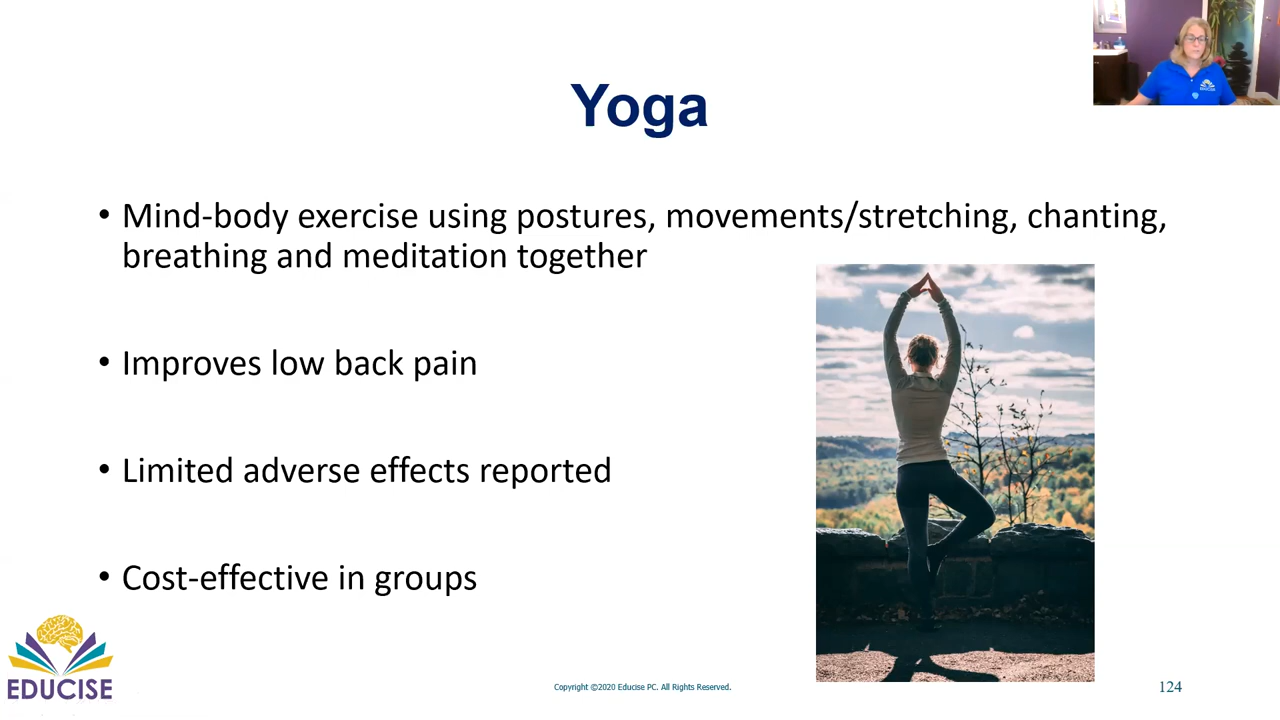 Yoga
• Mind-body exercise using postures, movements/stretching, chanting,
breathing and meditation together
• Improves low back pain
• Limited adverse effects reported
• Cost-effective in groups
EDUCISE
Copyright ©2020 Educise PC. All Rights Reserved.
124
EDUCISE